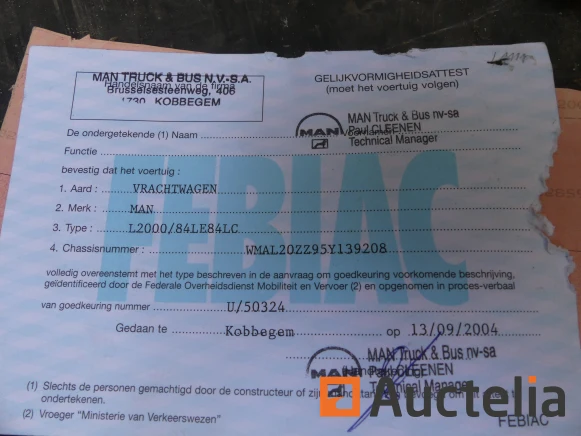 MAN TRUCK & BUS N.V.-S.A.
Handelsnaam van de firma
Brusselsesteenweg, 406
1730 KOBBEGEM
GELIJKVORMIGHEIDSATTEST
(moet het voertuig volgen)
MAN Truck & Bus nv-sa
De ondergetekende (1) Naam MAN Paul CLEENEN
Functie Technical Manager
bevestig dat het voertuig :
1. Aard : VRACHTWAGEN
2. Merk : MAN
3. Type : L2000/84LE84LC
4. Chassisnummer : WMAL20ZZ95Y139208
FEBIAC
volledig overeenstemt met het type beschreven in de aanvraag om goedkeuring voorkomende beschrijving,
geïdentificeerd door de Federale Overheidsdienst Mobiliteit en Vervoer (2) en opgenomen in proces-verbaal
van goedkeuring nummer U/50324
Gedaan te Kobbegem op 13/09/2004
MAN Truck & Bus nv-sa
MAN Paul CLEENEN
Technical Manager
(1) Slechts de personen gemachtigd door de constructeur of zijn
ondertekenen.
(2) Vroeger "Ministerie van Verkeerswezen"
FEBIAC
Auctelia